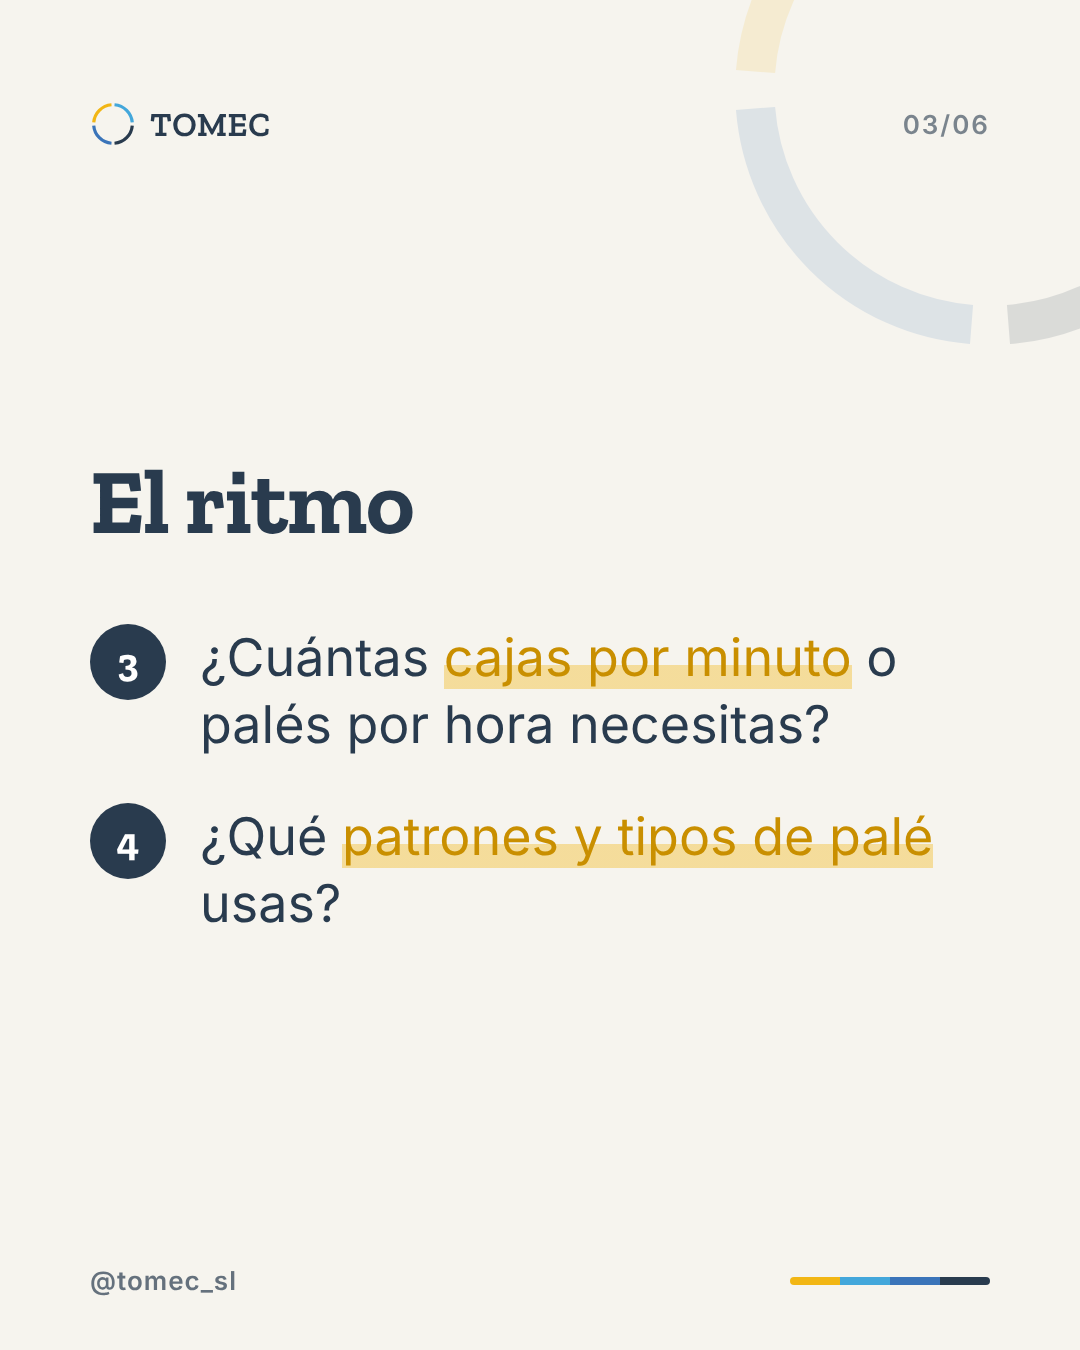 TOMEC
03/06
El ritmo
3 ¿Cuántas cajas por minuto o
palés por hora necesitas?
4 ¿Qué patrones y tipos de palé
usas?
@tomec_sl